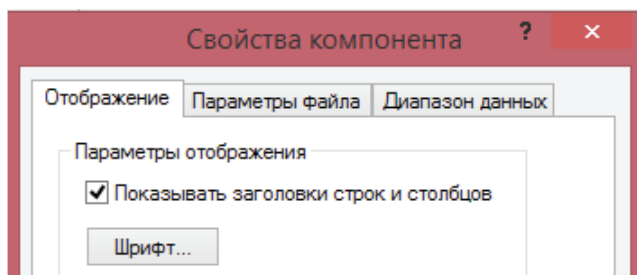 Свойства компонента ? ×
Отображение Параметры файла Диапазон данных
Параметры отображения
Показывать заголовки строк и столбцов
Шрифт...